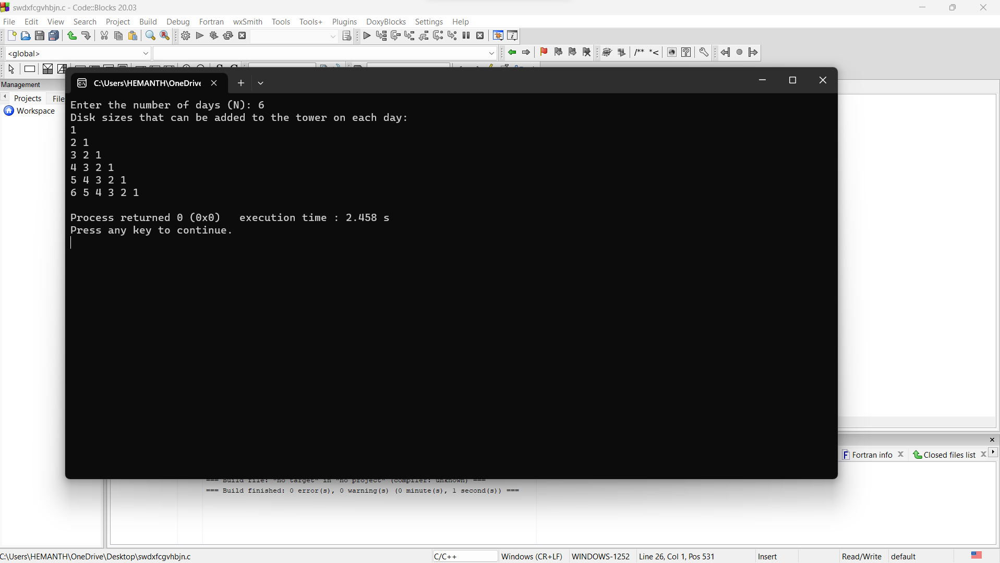 swdxfcgvhbjn.c - Code::Blocks 20.03
File Edit View Search Project Build Debug Fortran wxSmith Tools Tools+ Plugins DoxyBlocks Settings Help
<global>
/** *<
Management
C:\Users\HEMANTH\OneDrive
Projects File
Workspace
Enter the number of days (N): 6
Disk sizes that can be added to the tower on each day:
1
2 1
3 2 1
4 3 2 1
5 4 3 2 1
6 5 4 3 2 1
Process returned 0 (0x0)   execution time : 2.458 s
Press any key to continue.
Fortran info
Closed files list
=== Build file: "no target" in "no project" (compiler: unknown) ===
=== Build finished: 0 error(s), 0 warning(s) (0 minute(s), 1 second(s)) ===
C:\Users\HEMANTH\OneDrive\Desktop\swdxfcgvhbjn.c C/C++ Windows (CR+LF) WINDOWS-1252 Line 26, Col 1, Pos 531 Insert Read/Write default